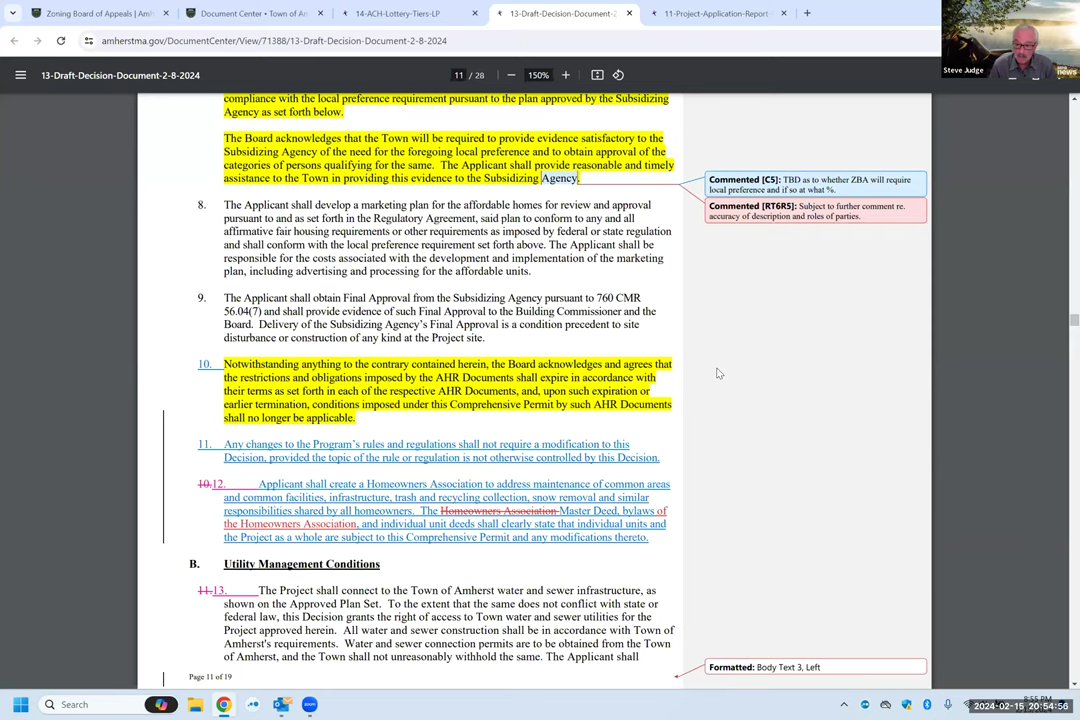 Zoning Board of Appeals | Amh
Document Center • Town of An
14-ACH-Lottery-Tiers-LP
13-Draft-Decision-Document-2-
11-Project-Application-Report-
amherstma.gov/DocumentCenter/View/71388/13-Draft-Decision-Document-2-8-2024
Steve Judge
13-Draft-Decision-Document-2-8-2024
11 / 28
150%
compliance with the local preference requirement pursuant to the plan approved by the Subsidizing
Agency as set forth below.
The Board acknowledges that the Town will be required to provide evidence satisfactory to the
Subsidizing Agency of the need for the foregoing local preference and to obtain approval of the
categories of persons qualifying for the same. The Applicant shall provide reasonable and timely
assistance to the Town in providing this evidence to the Subsidizing Agency.
Commented [C5]: TBD as to whether ZBA will require
local preference and if so at what %.
Commented [RT6R5]: Subject to further comment re.
accuracy of description and roles of parties.
8. The Applicant shall develop a marketing plan for the affordable homes for review and approval
pursuant to and as set forth in the Regulatory Agreement, said plan to conform to any and all
affirmative fair housing requirements or other requirements as imposed by federal or state regulation
and shall conform with the local preference requirement set forth above. The Applicant shall be
responsible for the costs associated with the development and implementation of the marketing
plan, including advertising and processing for the affordable units.
9. The Applicant shall obtain Final Approval from the Subsidizing Agency pursuant to 760 CMR
56.04(7) and shall provide evidence of such Final Approval to the Building Commissioner and the
Board. Delivery of the Subsidizing Agency's Final Approval is a condition precedent to site
disturbance or construction of any kind at the Project site.
10. Notwithstanding anything to the contrary contained herein, the Board acknowledges and agrees that
the restrictions and obligations imposed by the AHR Documents shall expire in accordance with
their terms as set forth in each of the respective AHR Documents, and, upon such expiration or
earlier termination, conditions imposed under this Comprehensive Permit by such AHR Documents
shall no longer be applicable.
11. Any changes to the Program's rules and regulations shall not require a modification to this
Decision, provided the topic of the rule or regulation is not otherwise controlled by this Decision.
10.12. Applicant shall create a Homeowners Association to address maintenance of common areas
and common facilities, infrastructure, trash and recycling collection, snow removal and similar
responsibilities shared by all homeowners. The Homeowners Association Master Deed, bylaws of
the Homeowners Association, and individual unit deeds shall clearly state that individual units and
the Project as a whole are subject to this Comprehensive Permit and any modifications thereto.
B. Utility Management Conditions
11.13. The Project shall connect to the Town of Amherst water and sewer infrastructure, as
shown on the Approved Plan Set. To the extent that the same does not conflict with state or
federal law, this Decision grants the right of access to Town water and sewer utilities for the
Project approved herein. All water and sewer construction shall be in accordance with Town of
Amherst's requirements. Water and sewer connection permits are to be obtained from the Town
of Amherst, and the Town shall not unreasonably withhold the same. The Applicant shall
Formatted: Body Text 3, Left
Page 11 of 19
Search
8:55 PM
2024-02-15 20:54:56